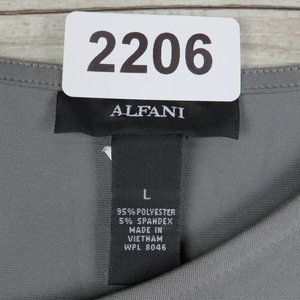 2206
ALFANI
L
95% POLYESTER
5% SPANDEX
MADE IN
VIETNAM
WPL 8046